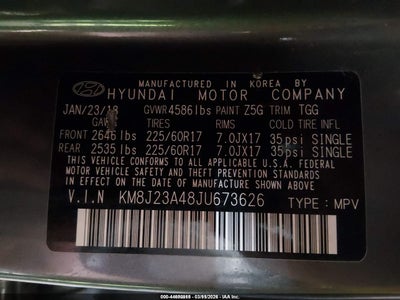 MANUFACTURED IN KOREA BY
HYUNDAI MOTOR COMPANY
JAN/23/18 GVWR 4586lbs PAINT Z5G TRIM TGG
TIRES RIMS COLD TIRE INFL
FRONT 2646lbs 225/60R17 7.0JX17 35psi SINGLE
REAR 2535lbs 225/60R17 7.0JX17 35psi SINGLE
THIS VEHICLE CONFORMS TO ALL APPLICABLE U.S.A. FEDERAL
MOTOR VEHICLE SAFETY AND THEFT PREVENTION STANDARDS
IN EFFECT ON THE DATE OF MANUFACTURE SHOWN ABOVE.
V.I.N KM8J23A48JU673626 TYPE: MPV